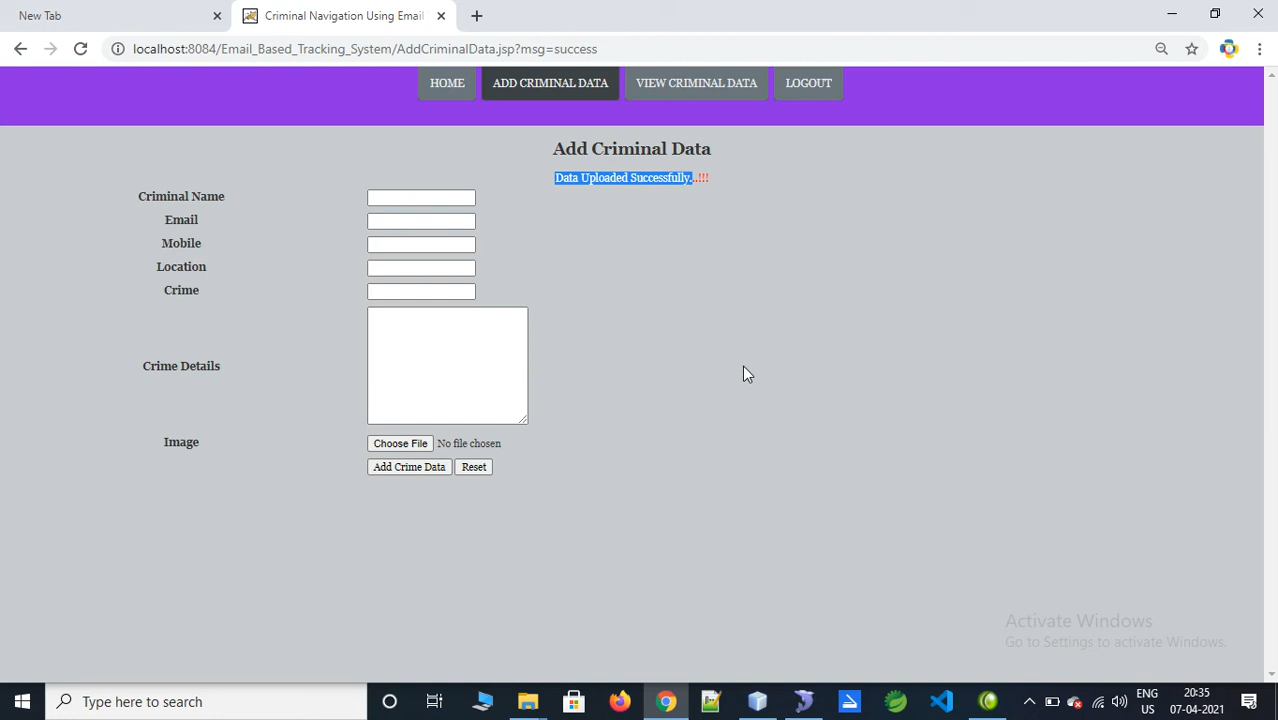 New Tab
Criminal Navigation Using Email
localhost:8084/Email_Based_Tracking_System/AddCriminalData.jsp?msg=success
HOME
ADD CRIMINAL DATA
VIEW CRIMINAL DATA
LOGOUT
Add Criminal Data
Data Uploaded Successfully...!!!
Criminal Name
Email
Mobile
Location
Crime
Crime Details
Image
Choose File No file chosen
Add Crime Data
Reset
Activate Windows
Go to Settings to activate Windows.
Type here to search
ENG
US
20:35
07-04-2021